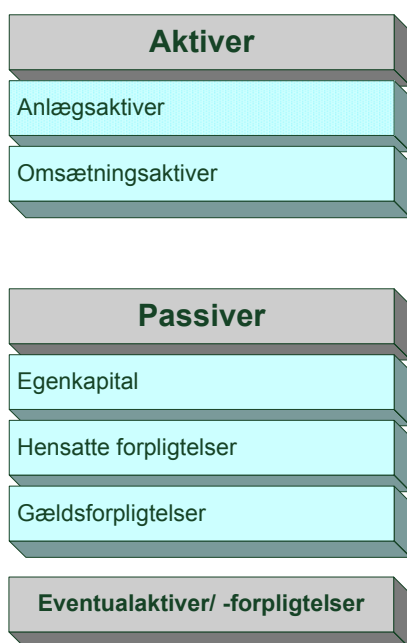 Aktiver
Anlægsaktiver
Omsætningsaktiver
Passiver
Egenkapital
Hensatte forpligtelser
Gældsforpligtelser
Eventualaktiver/ -forpligtelser